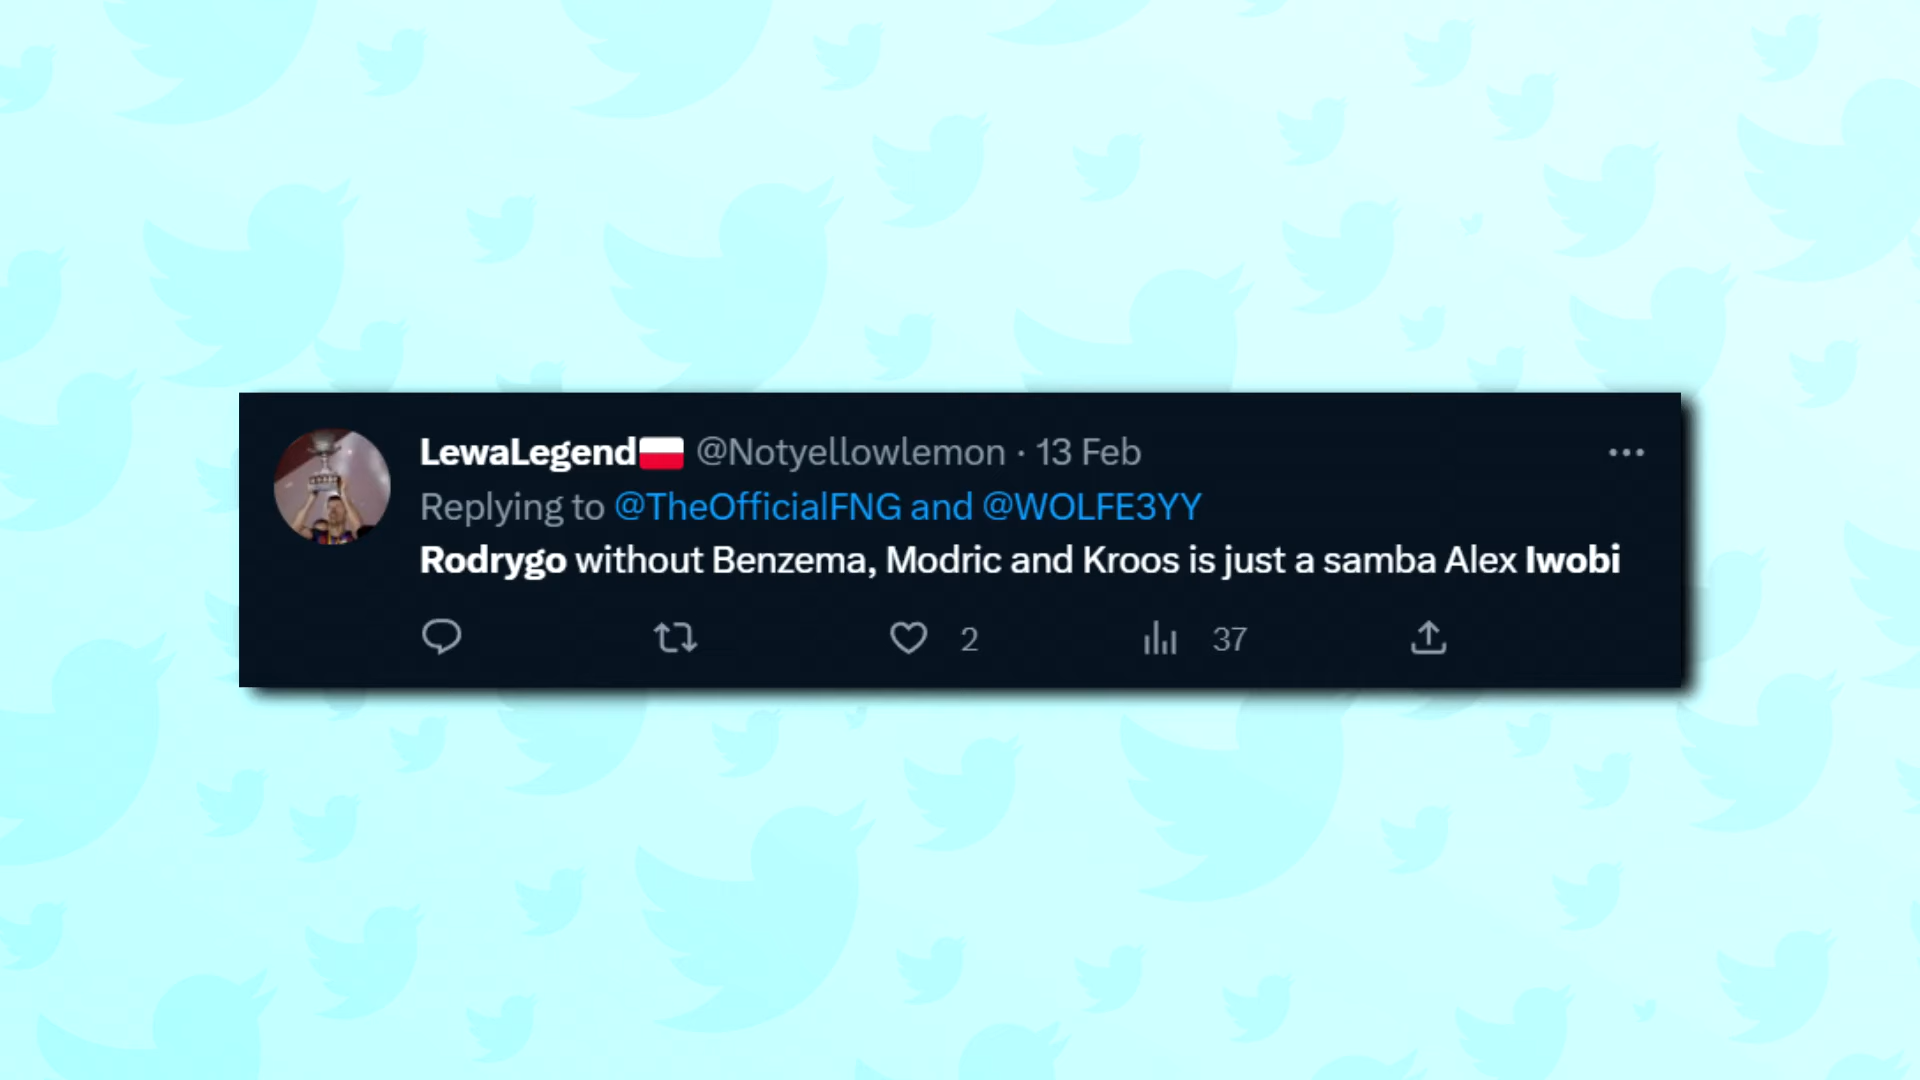 LewaLegend🇵🇱 @Notyellowlemon · 13 Feb
Replying to @TheOfficialFNG and @WOLFE3YY
Rodrygo without Benzema, Modric and Kroos is just a samba Alex Iwobi
2 37